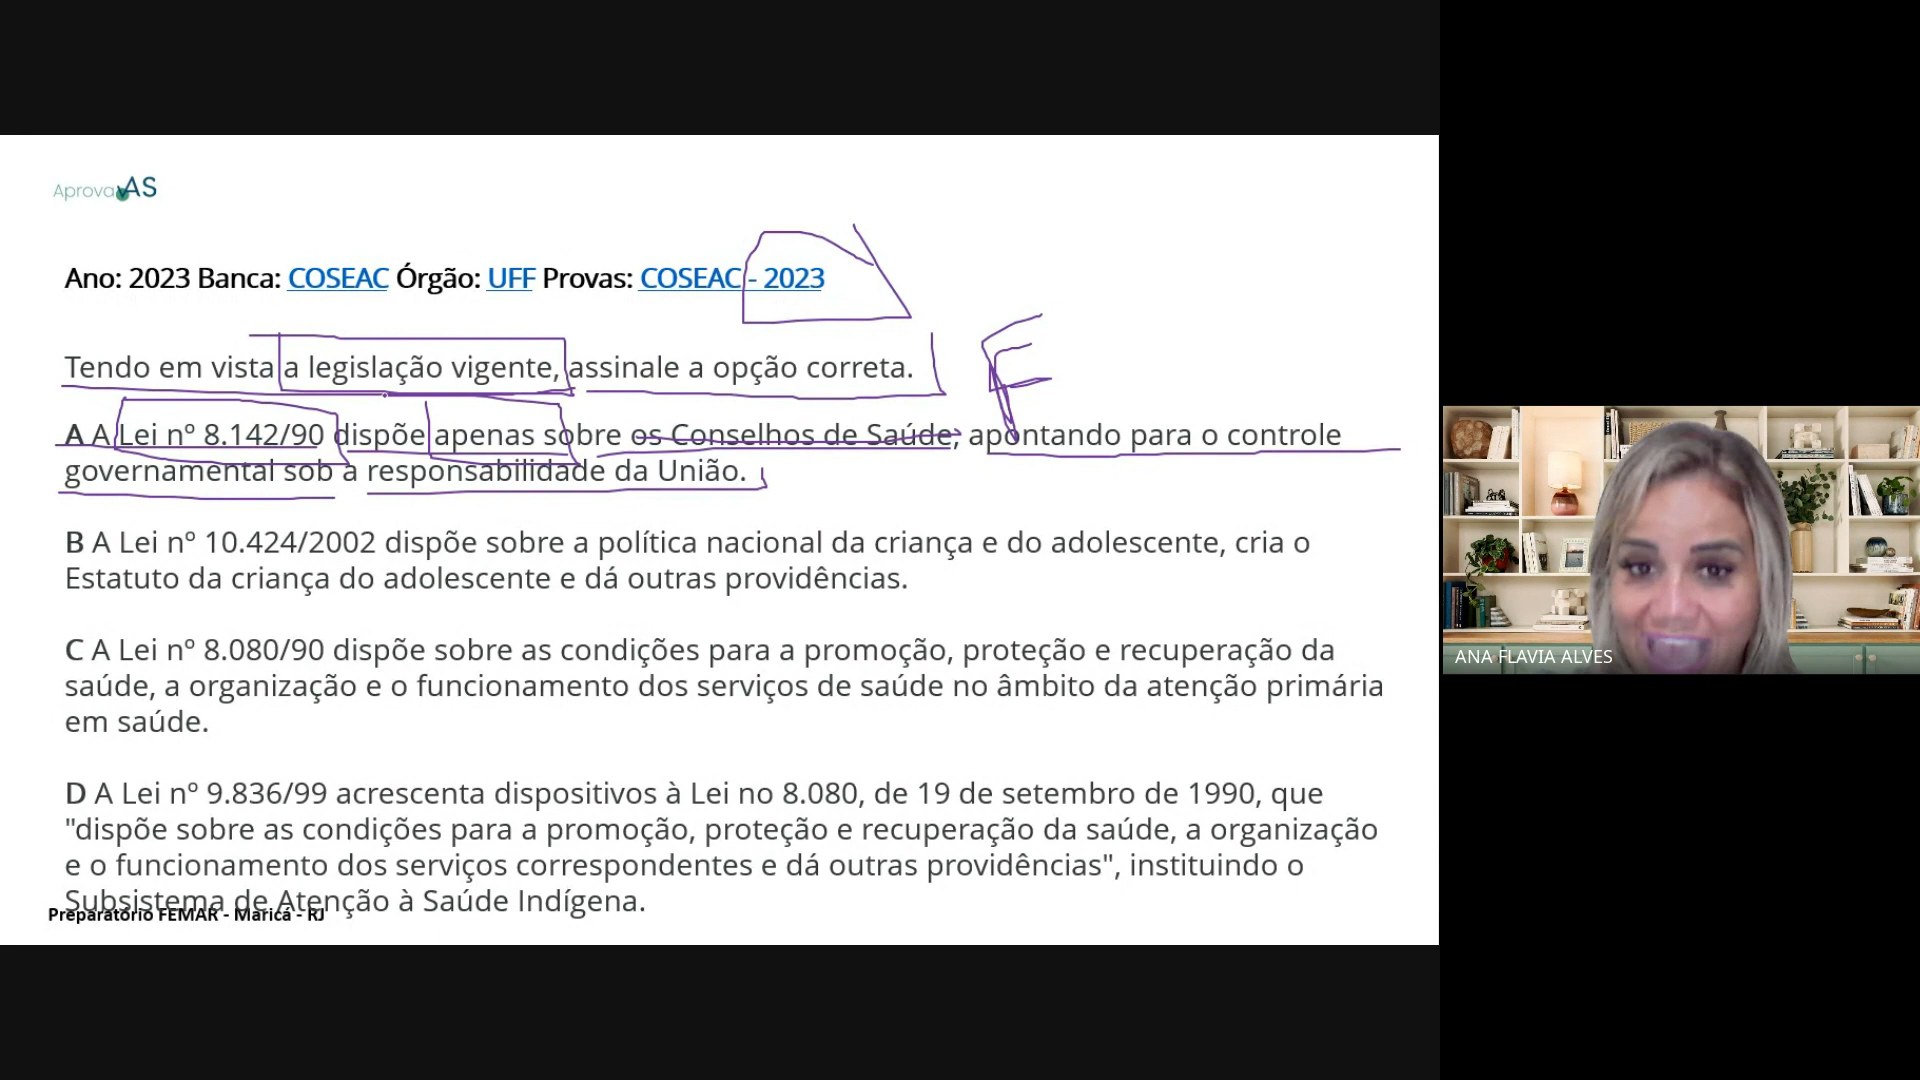 AprovaAS
Ano: 2023 Banca: COSEAC Órgão: UFF Provas: COSEAC - 2023
Tendo em vista a legislação vigente, assinale a opção correta.
F
A A Lei nº 8.142/90 dispõe apenas sobre os Conselhos de Saúde, apontando para o controle
governamental sob a responsabilidade da União.
B A Lei nº 10.424/2002 dispõe sobre a política nacional da criança e do adolescente, cria o
Estatuto da criança do adolescente e dá outras providências.
C A Lei nº 8.080/90 dispõe sobre as condições para a promoção, proteção e recuperação da
saúde, a organização e o funcionamento dos serviços de saúde no âmbito da atenção primária
em saúde.
D A Lei nº 9.836/99 acrescenta dispositivos à Lei no 8.080, de 19 de setembro de 1990, que
"dispõe sobre as condições para a promoção, proteção e recuperação da saúde, a organização
e o funcionamento dos serviços correspondentes e dá outras providências", instituindo o
Subsistema de Atenção à Saúde Indígena.
Preparatório FEMAR - Maricá - RJ
ANA FLAVIA ALVES